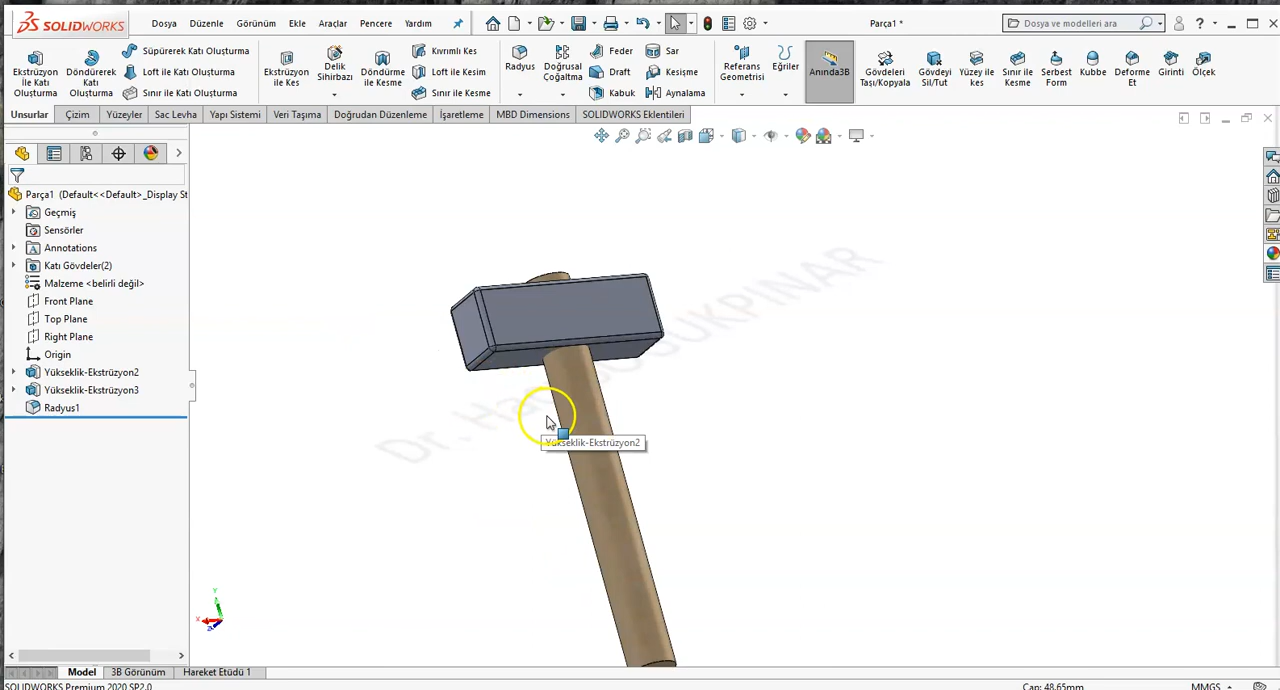 SOLIDWORKS
Dosya Düzenle Görünüm Ekle Araçlar Pencere Yardım
Parça1 *
Dosya ve modelleri ara
Ekstrüzyon ile Katı Oluşturma
Döndürerek Katı Oluşturma
Süpürerek Katı Oluşturma
Loft ile Katı Oluşturma
Sınır ile Katı Oluşturma
Ekstrüzyon ile Kes
Delik Sihirbazı
Döndürme ile Kesme
Kıvrımlı Kes
Loft ile Kesim
Sınır ile Kesme
Radyus
Doğrusal Çoğaltma
Feder
Draft
Kabuk
Sar
Kesişme
Aynalama
Referans Geometrisi
Eğriler
Anında3B
Gövdeleri Taşı/Kopyala
Gövdeyi Sil/Tut
Yüzey ile kes
Sınır ile Kesme
Serbest Form
Kubbe
Deforme Et
Girinti
Ölçek
Unsurlar Çizim Yüzeyler Sac Levha Yapı Sistemi Veri Taşıma Doğrudan Düzenleme İşaretleme MBD Dimensions SOLIDWORKS Eklentileri
Parça1 (Default<<Default>_Display St
Geçmiş
Sensörler
Annotations
Katı Gövdeler(2)
Malzeme <belirli değil>
Front Plane
Top Plane
Right Plane
Origin
Yükseklik-Ekstrüzyon2
Yükseklik-Ekstrüzyon3
Radyus1
Yükseklik-Ekstrüzyon2
Model 3B Görünüm Hareket Etüdü 1
SOLIDWORKS Premium 2020 SP2.0
Cap: 48.65mm
MMGS